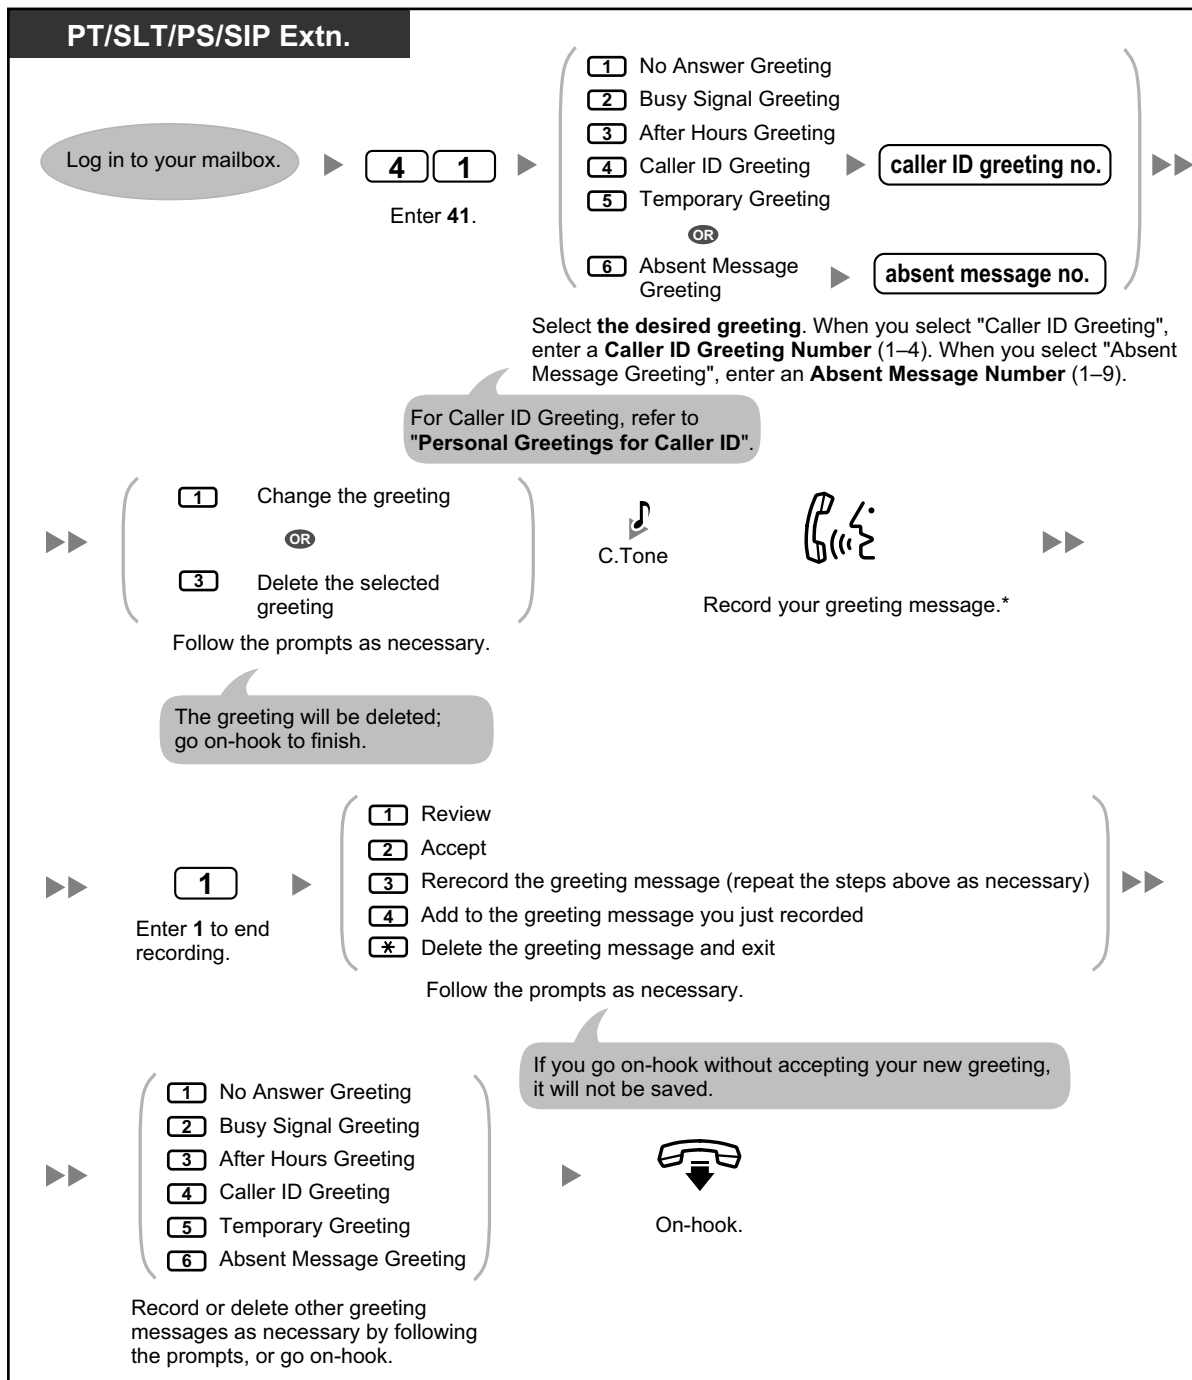 PT/SLT/PS/SIP Extn.
Log in to your mailbox.
4 1
Enter 41.
1 No Answer Greeting
2 Busy Signal Greeting
3 After Hours Greeting
4 Caller ID Greeting
caller ID greeting no.
5 Temporary Greeting
OR
6 Absent Message
Greeting
absent message no.
Select the desired greeting. When you select "Caller ID Greeting",
enter a Caller ID Greeting Number (1–4). When you select "Absent
Message Greeting", enter an Absent Message Number (1–9).
For Caller ID Greeting, refer to
"Personal Greetings for Caller ID".
1 Change the greeting
OR
3 Delete the selected
greeting
Follow the prompts as necessary.
The greeting will be deleted;
go on-hook to finish.
C.Tone
Record your greeting message.*
1
Enter 1 to end
recording.
1 Review
2 Accept
3 Rerecord the greeting message (repeat the steps above as necessary)
4 Add to the greeting message you just recorded
* Delete the greeting message and exit
Follow the prompts as necessary.
If you go on-hook without accepting your new greeting,
it will not be saved.
1 No Answer Greeting
2 Busy Signal Greeting
3 After Hours Greeting
4 Caller ID Greeting
5 Temporary Greeting
6 Absent Message Greeting
Record or delete other greeting
messages as necessary by following
the prompts, or go on-hook.
On-hook.